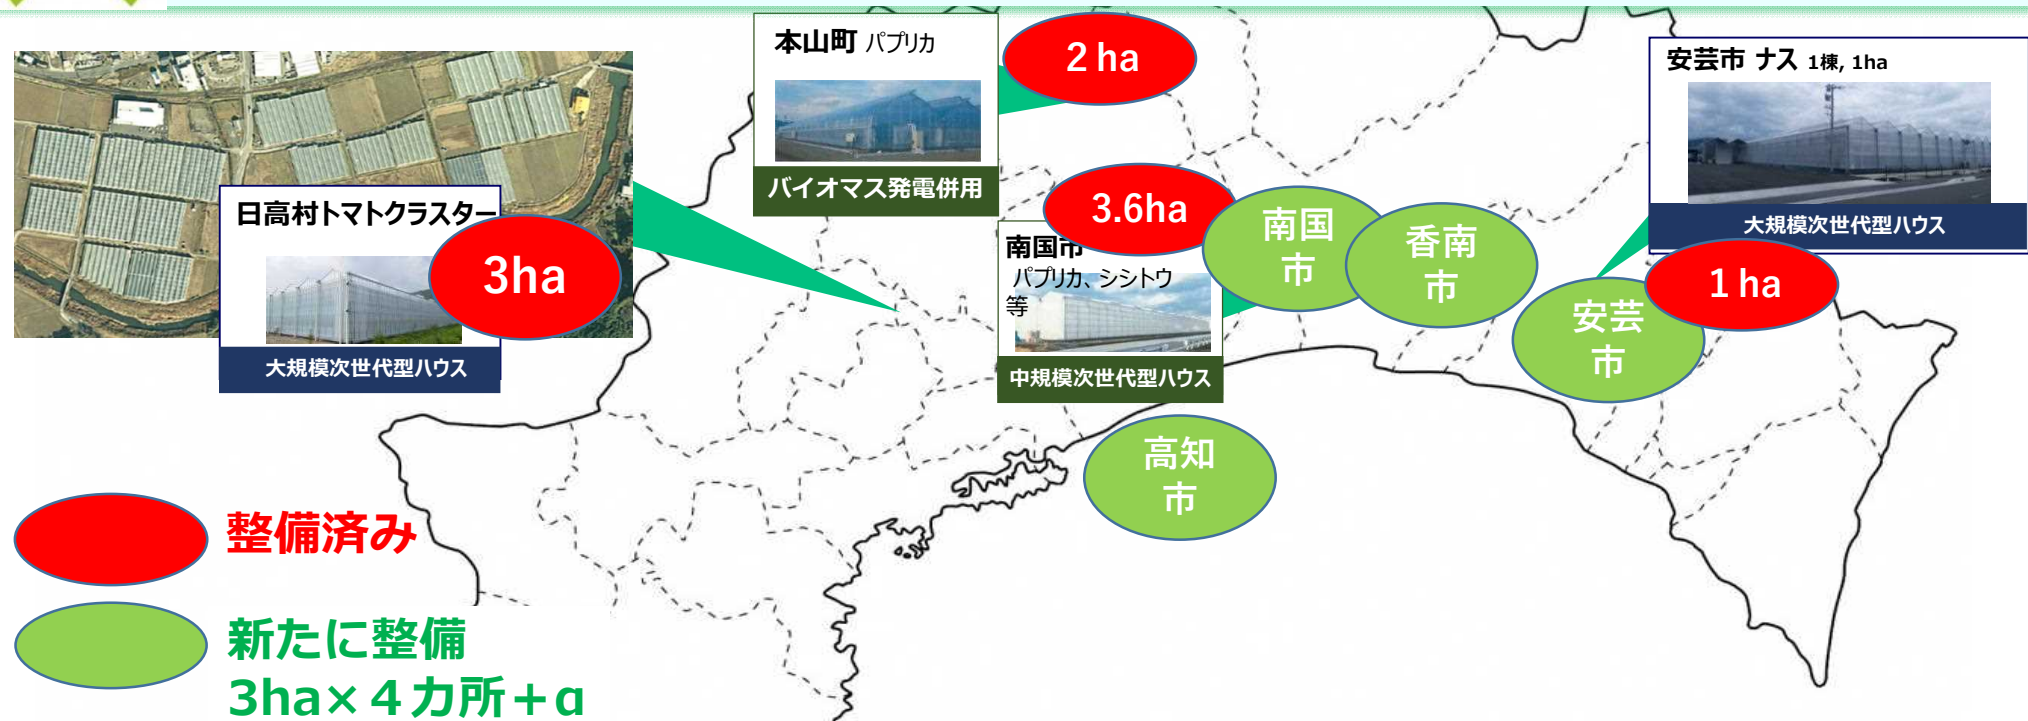 本山町 パプリカ
2 ha
バイオマス発電併用
安芸市 ナス 1棟, 1ha
大規模次世代型ハウス
1 ha
日高村トマトクラスター
3ha
大規模次世代型ハウス
3.6ha
南国市
パプリカ、シシトウ
等
中規模次世代型ハウス
南国
市
香南
市
安芸
市
高知
市
整備済み
新たに整備
3ha×４カ所＋α